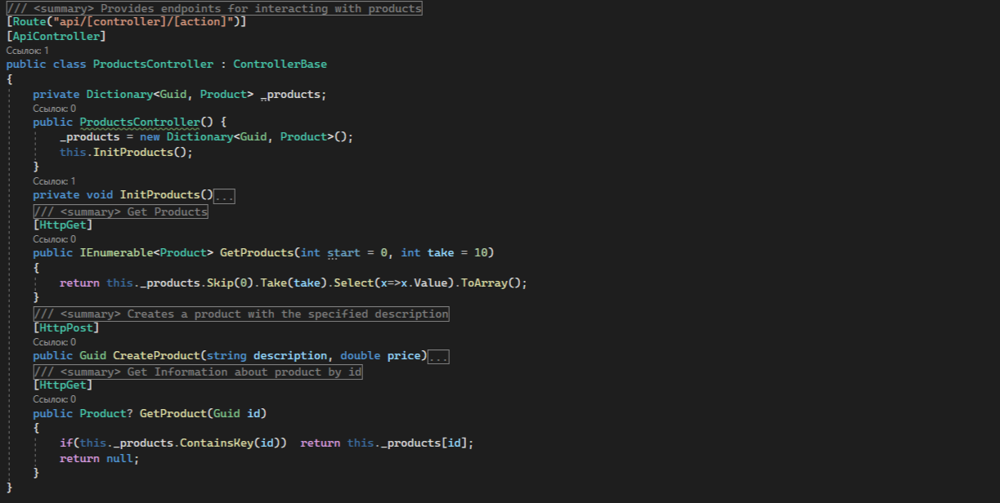 /// <summary> Provides endpoints for interacting with products
[Route("api/[controller]/[action]")]
[ApiController]
Ссылок: 1
public class ProductsController : ControllerBase
{
    private Dictionary<Guid, Product> _products;
    Ссылок: 0
    public ProductsController() {
        _products = new Dictionary<Guid, Product>();
        this.InitProducts();
    }
    Ссылок: 1
    private void InitProducts()...
    /// <summary> Get Products
    [HttpGet]
    Ссылок: 0
    public IEnumerable<Product> GetProducts(int start = 0, int take = 10)
    {
        return this._products.Skip(0).Take(take).Select(x=>x.Value).ToArray();
    }
    /// <summary> Creates a product with the specified description
    [HttpPost]
    Ссылок: 0
    public Guid CreateProduct(string description, double price)...
    /// <summary> Get Information about product by id
    [HttpGet]
    Ссылок: 0
    public Product? GetProduct(Guid id)
    {
        if(this._products.ContainsKey(id))  return this._products[id];
        return null;
    }
}